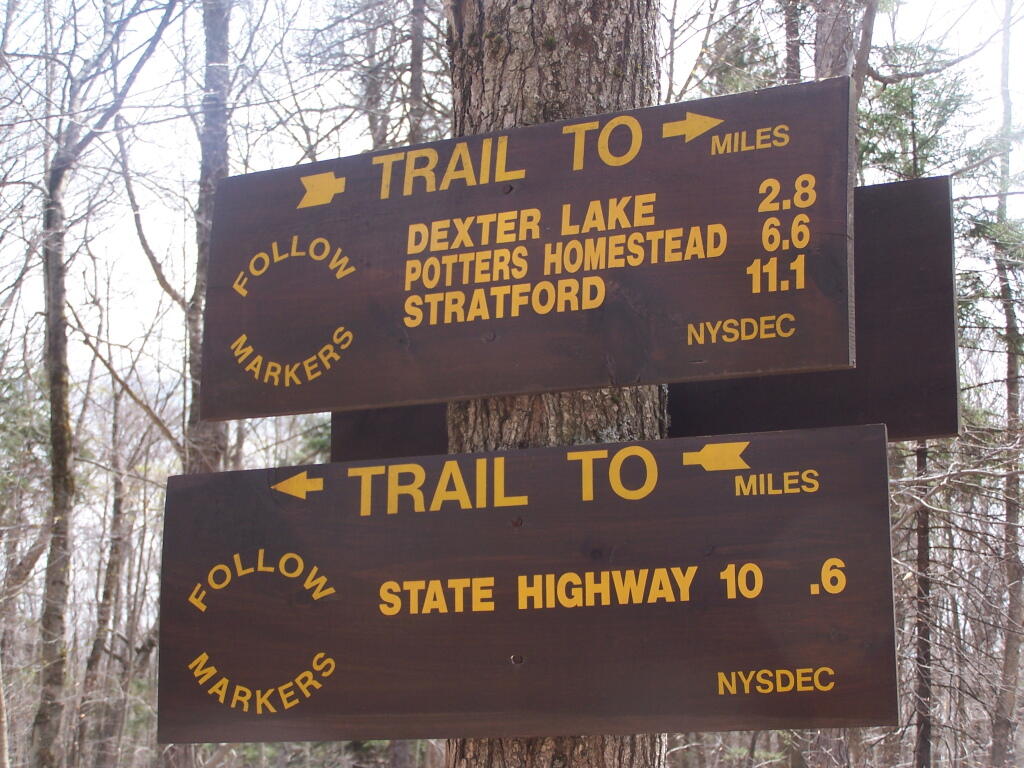 TRAIL TO MILES
DEXTER LAKE 2.8
POTTERS HOMESTEAD 6.6
STRATFORD 11.1
FOLLOW
MARKERS
NYSDEC
TRAIL TO MILES
FOLLOW
STATE HIGHWAY 10 .6
MARKERS
NYSDEC